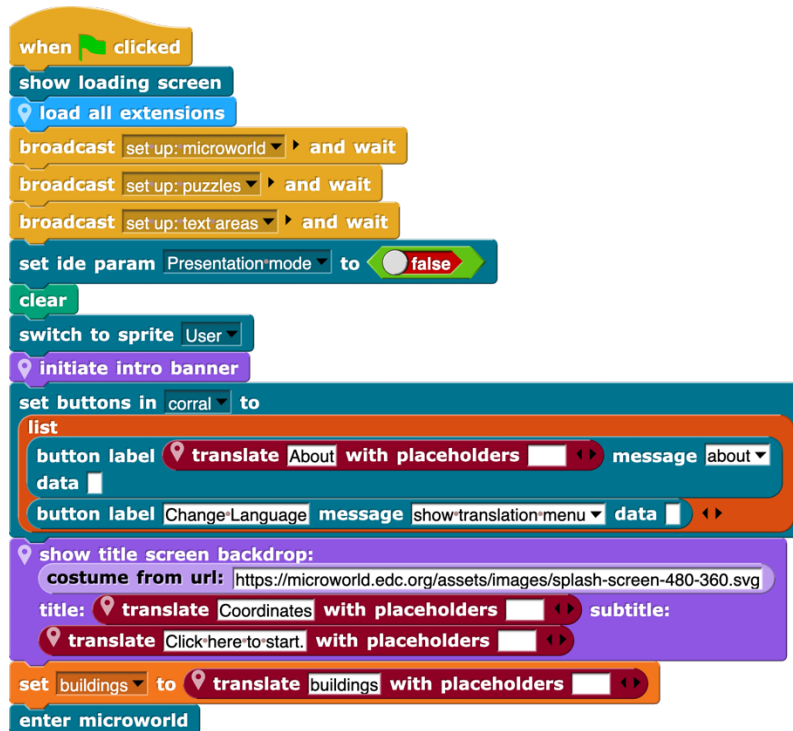 when clicked
show loading screen
load all extensions
broadcast set up: microworld and wait
broadcast set up: puzzles and wait
broadcast set up: text areas and wait
set ide param Presentation mode to false
clear
switch to sprite User
initiate intro banner
set buttons in corral to
list
button label translate About with placeholders message about
data
button label Change Language message show translation menu data
show title screen backdrop:
costume from url: https://microworld.edc.org/assets/images/splash-screen-480-360.svg
title: translate Coordinates with placeholders subtitle:
translate Click here to start. with placeholders
set buildings to translate buildings with placeholders
enter microworld